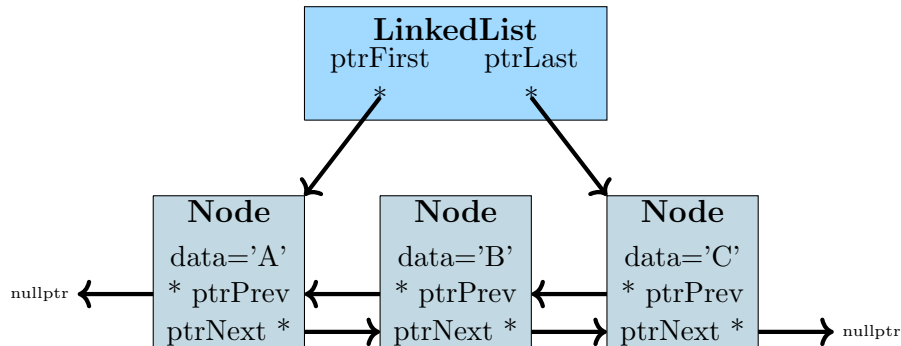 LinkedList
ptrFirst ptrLast
* *
Node Node Node
data='A' data='B' data='C'
nullptr * ptrPrev * ptrPrev * ptrPrev
ptrNext * ptrNext * ptrNext * nullptr